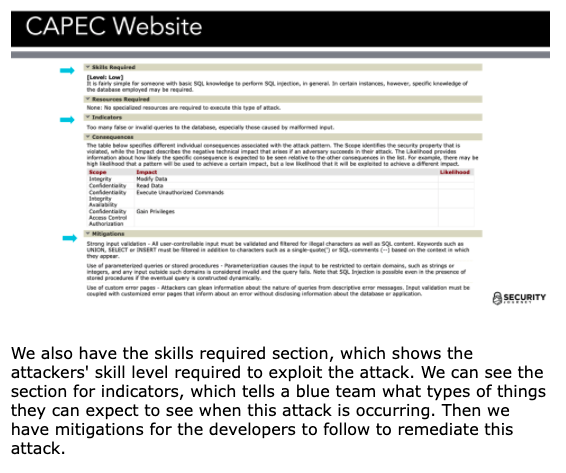 CAPEC Website
Skills Required
[Level: Low]
It is fairly simple for someone with basic SQL knowledge to perform SQL injection, in general. In certain instances, however, specific knowledge of
the database employed may be required.
Resources Required
None: No specialized resources are required to execute this type of attack.
Indicators
Too many false or invalid queries to the database, especially those caused by malformed input.
Consequences
The table below specifies different individual consequences associated with the attack pattern. The Scope identifies the security property that is
violated, while the Impact describes the negative technical impact that arises if an adversary succeeds in their attack. The Likelihood provides
information about how likely the specific consequence is expected to be seen relative to the other consequences in the list. For example, there may be
high likelihood that a pattern will be used to achieve a certain impact, but a low likelihood that it will be exploited to achieve a different impact.
Scope Impact Likelihood
Integrity Modify Data
Confidentiality Read Data
Confidentiality Execute Unauthorized Commands
Integrity
Availability
Confidentiality Gain Privileges
Access Control
Authorization
Mitigations
Strong input validation - All user-controllable input must be validated and filtered for illegal characters as well as SQL content. Keywords such as
UNION, SELECT or INSERT must be filtered in addition to characters such as a single-quote(') or SQL-comments (--) based on the context in which
they appear.
Use of parameterized queries or stored procedures - Parameterization causes the input to be restricted to certain domains, such as strings or
integers, and any input outside such domains is considered invalid and the query fails. Note that SQL Injection is possible even in the presence of
stored procedures if the eventual query is constructed dynamically.
Use of custom error pages - Attackers can glean information about the nature of queries from descriptive error messages. Input validation must be
coupled with customized error pages that inform about an error without disclosing information about the database or application.
SECURITY
JOURNEY
We also have the skills required section, which shows the
attackers' skill level required to exploit the attack. We can see the
section for indicators, which tells a blue team what types of things
they can expect to see when this attack is occurring. Then we
have mitigations for the developers to follow to remediate this
attack.